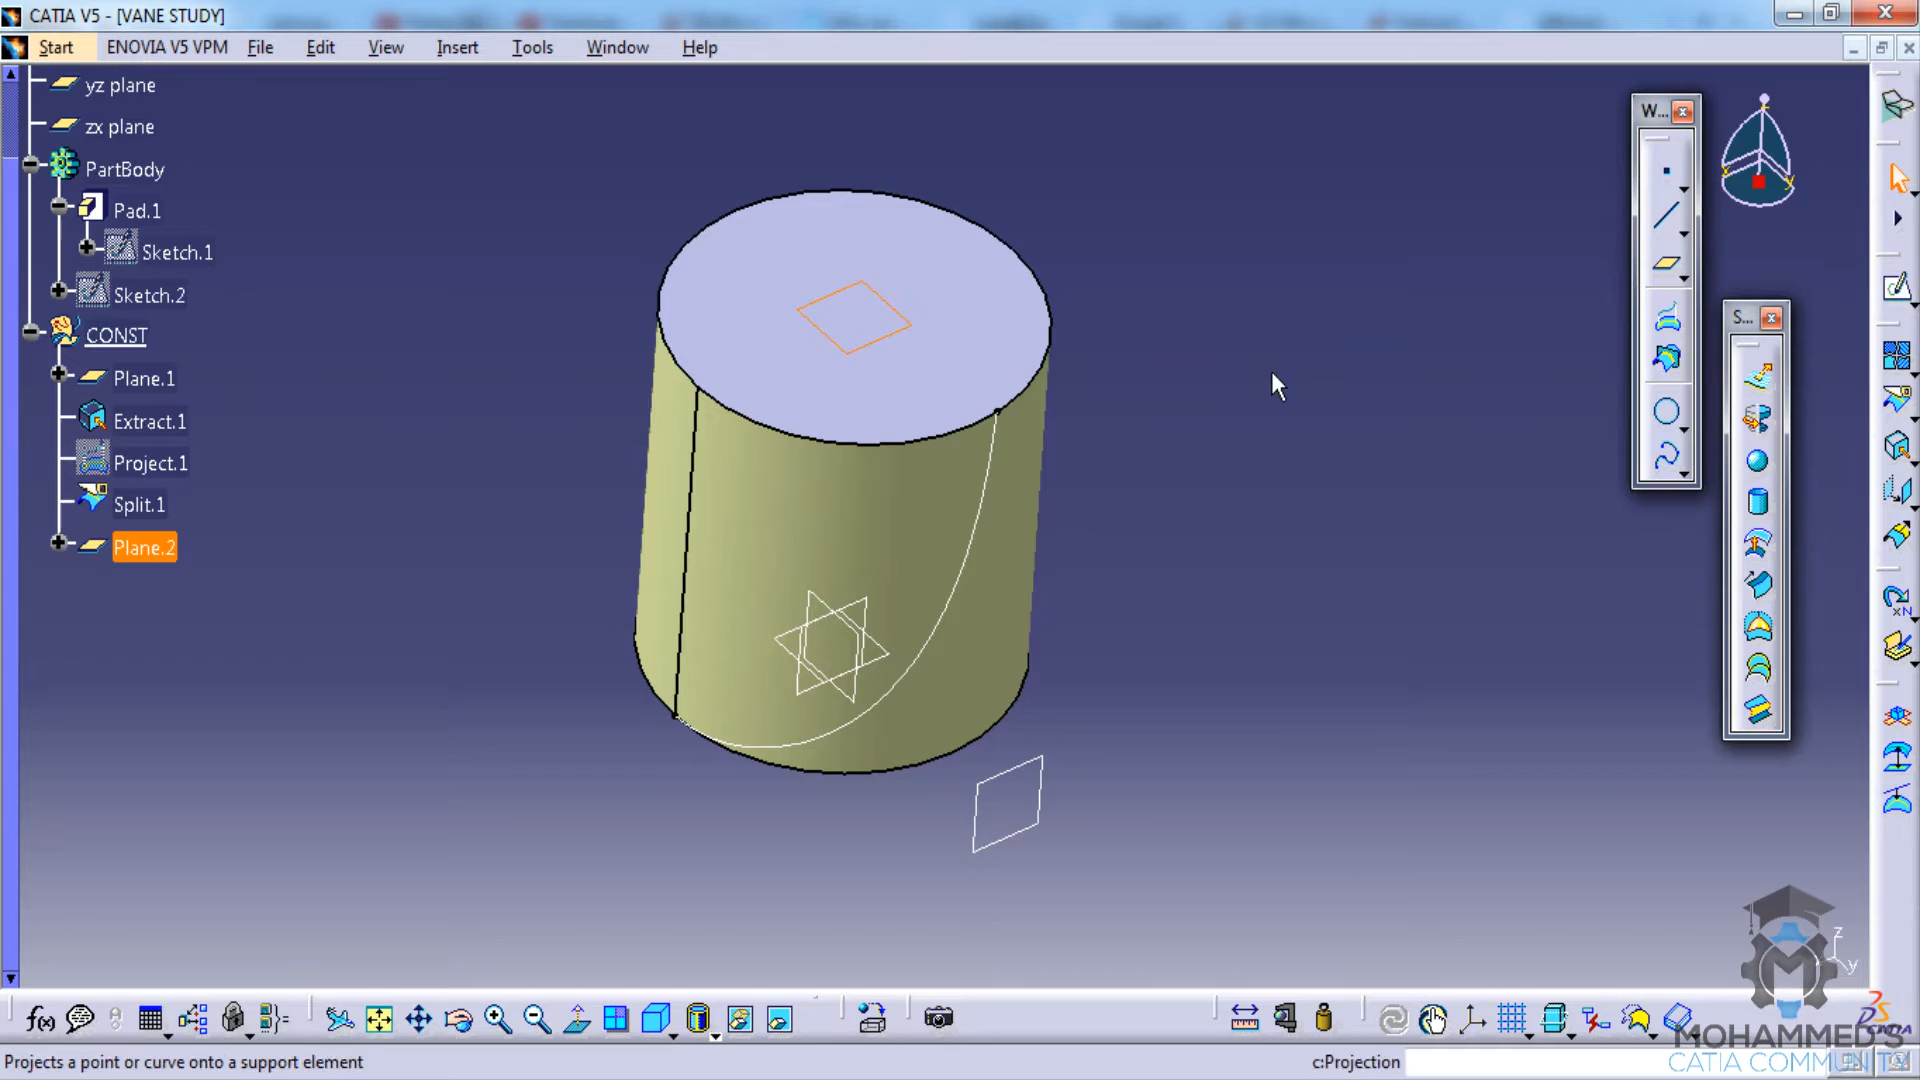 CATIA V5 - [VANE STUDY]
Start ENOVIA V5 VPM File Edit View Insert Tools Window Help
yz plane
zx plane
PartBody
Pad.1
Sketch.1
Sketch.2
CONST
Plane.1
Extract.1
Project.1
Split.1
Plane.2
W...
S...
z
y
f(x)
xN
MOHAMMED'S
CATIA COMMUNITY
Projects a point or curve onto a support element
c:Projection